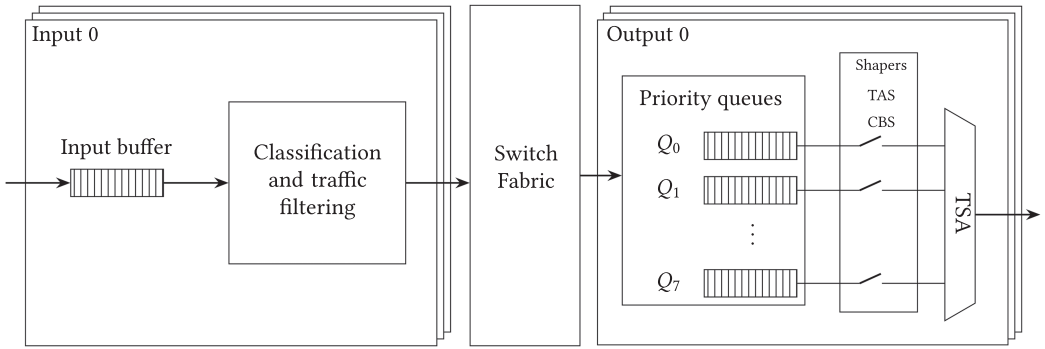 Input 0
Input buffer
Classification
and traffic
filtering
Switch
Fabric
Output 0
Priority queues
Q0
Q1
⋮
Q7
Shapers
TAS
CBS
TSA